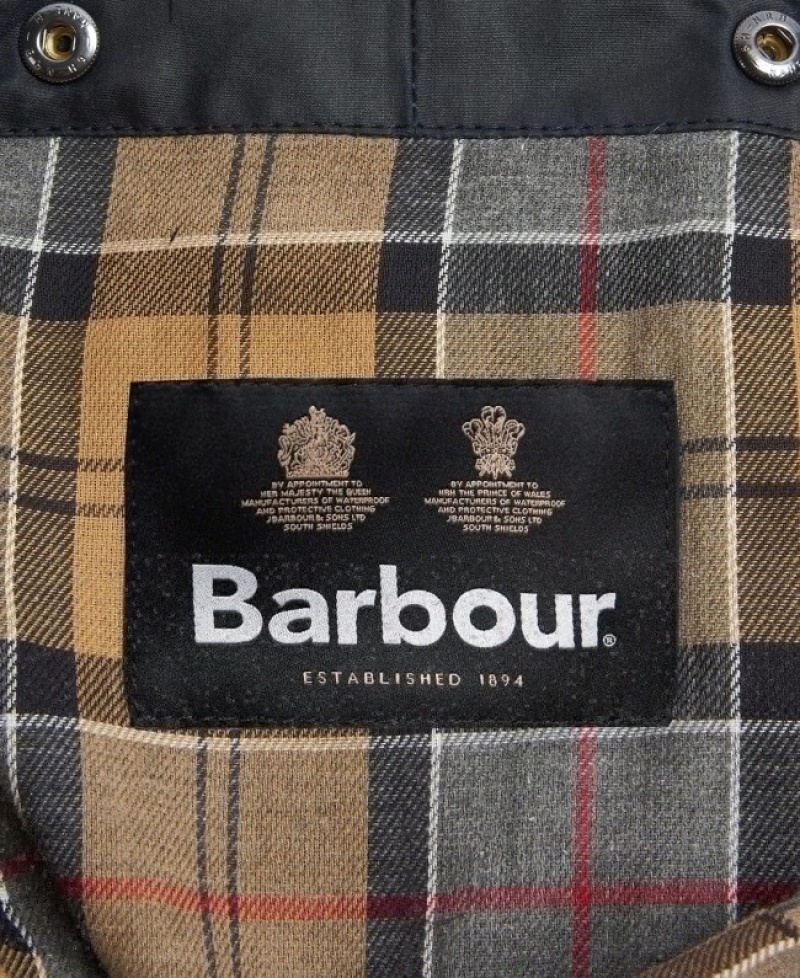 BY APPOINTMENT TO
HER MAJESTY THE QUEEN
MANUFACTURERS OF WATERPROOF
AND PROTECTIVE CLOTHING
J BARBOUR & SONS LTD
SOUTH SHIELDS
BY APPOINTMENT TO
HRH THE PRINCE OF WALES
MANUFACTURERS OF WATERPROOF
AND PROTECTIVE CLOTHING
J BARBOUR & SONS LTD
SOUTH SHIELDS
Barbour®
ESTABLISHED 1894